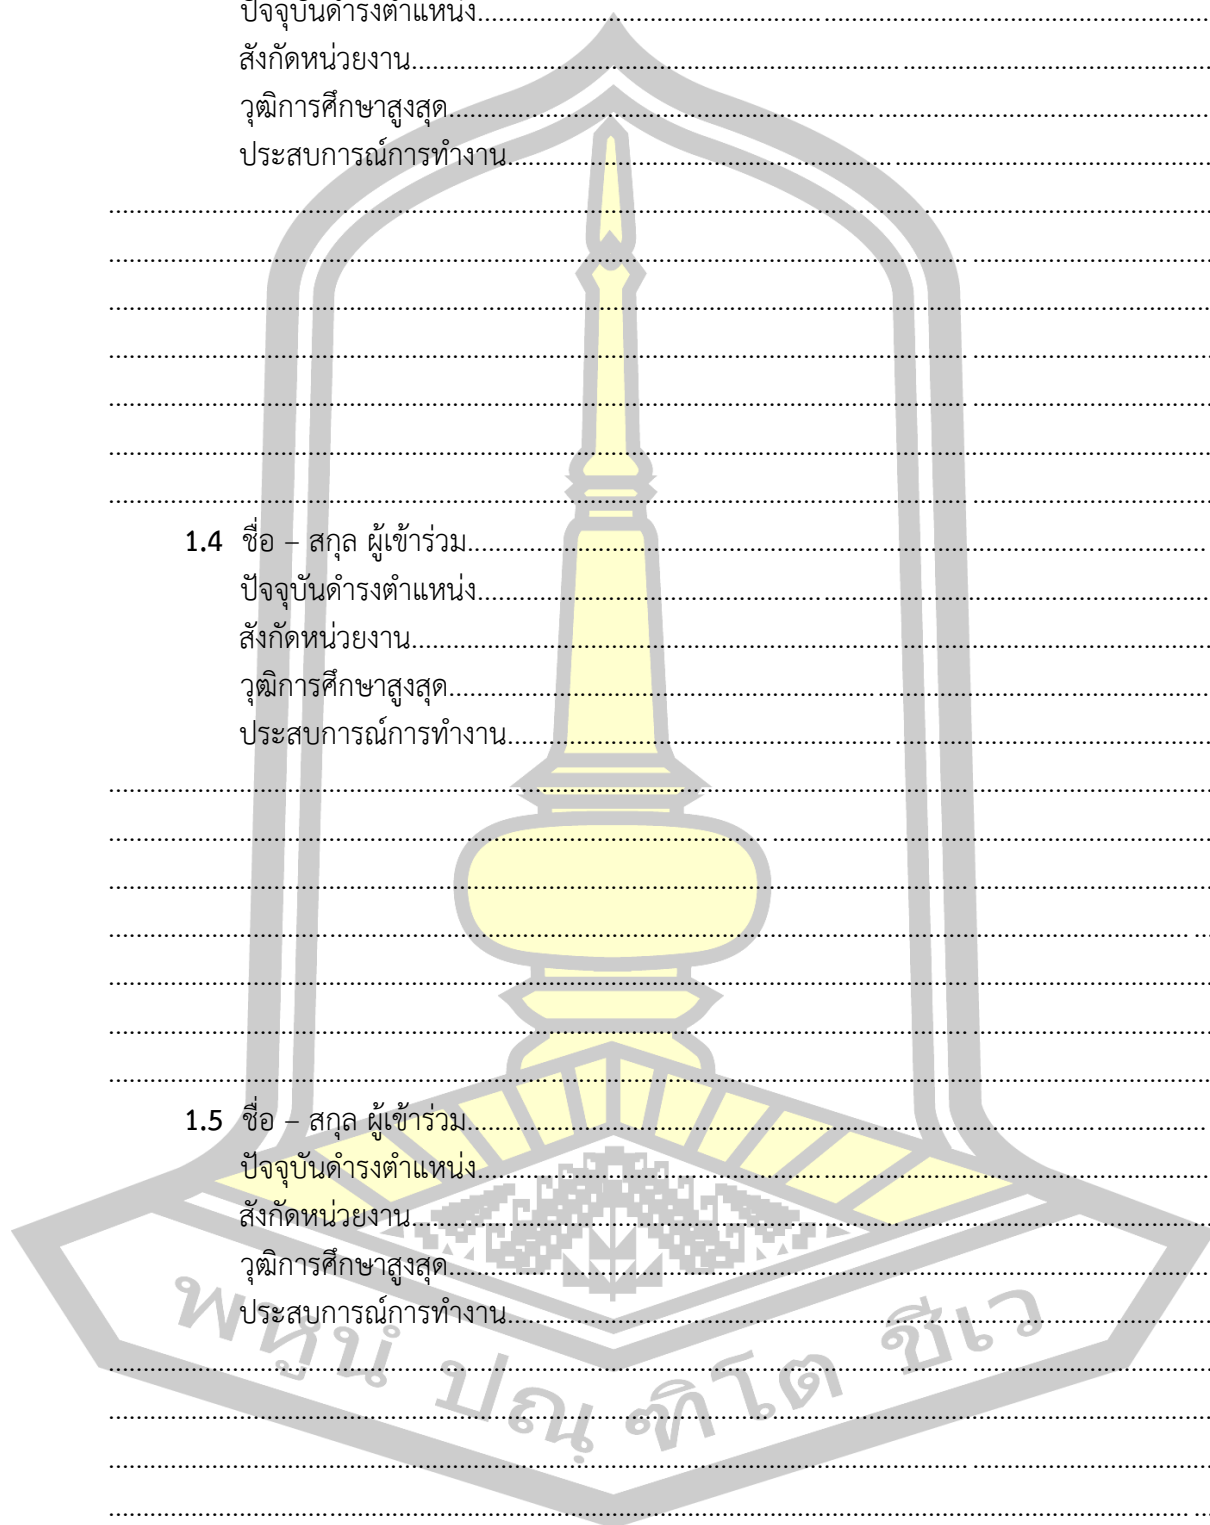 ปัจจุบันดำรงตำแหน่ง................................................................................
สังกัดหน่วยงาน................................................................................
วุฒิการศึกษาสูงสุด................................................................................
ประสบการณ์การทำงาน................................................................................
................................................................................
................................................................................
................................................................................
................................................................................
................................................................................
................................................................................
................................................................................
1.4 ชื่อ – สกุล ผู้เข้าร่วม................................................................................
ปัจจุบันดำรงตำแหน่ง................................................................................
สังกัดหน่วยงาน................................................................................
วุฒิการศึกษาสูงสุด................................................................................
ประสบการณ์การทำงาน................................................................................
................................................................................
................................................................................
................................................................................
................................................................................
................................................................................
................................................................................
................................................................................
1.5 ชื่อ – สกุล ผู้เข้าร่วม................................................................................
ปัจจุบันดำรงตำแหน่ง................................................................................
สังกัดหน่วยงาน................................................................................
วุฒิการศึกษาสูงสุด................................................................................
ประสบการณ์การทำงาน................................................................................
................................................................................
................................................................................
................................................................................
................................................................................
พหูนํ ปณฺฑิโต ชีเว